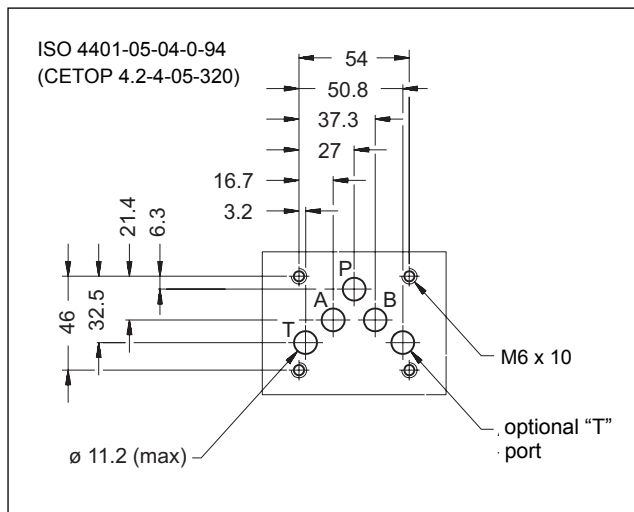 ISO 4401-05-04-0-94
(CETOP 4.2-4-05-320)
54
50.8
37.3
27
16.7
3.2
21.4
6.3
46
32.5
P
A
B
T
M6 x 10
optional “T”
port
ø 11.2 (max)